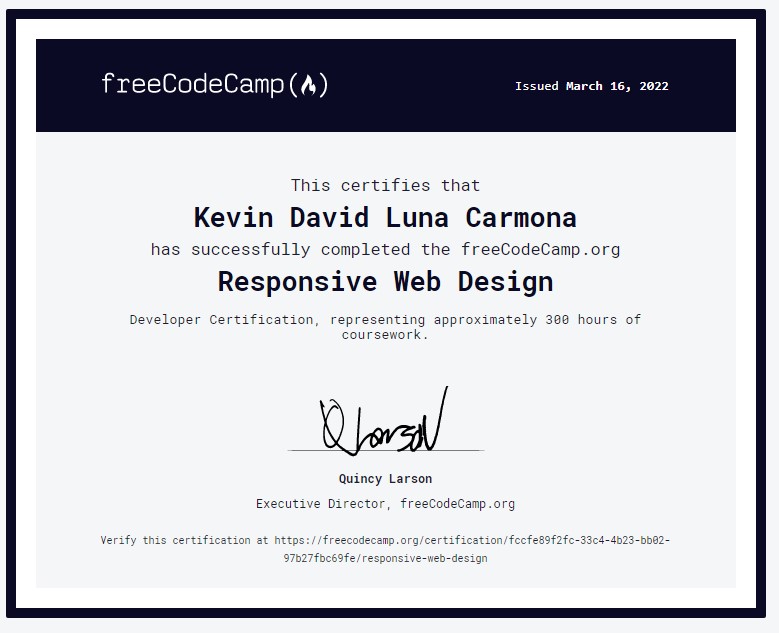 freeCodeCamp
Issued March 16, 2022
This certifies that
Kevin David Luna Carmona
has successfully completed the freeCodeCamp.org
Responsive Web Design
Developer Certification, representing approximately 300 hours of
coursework.
Q Larson
Quincy Larson
Executive Director, freeCodeCamp.org
Verify this certification at https://freecodecamp.org/certification/fccfe89f2fc-33c4-4b23-bb02-
97b27fbc69fe/responsive-web-design